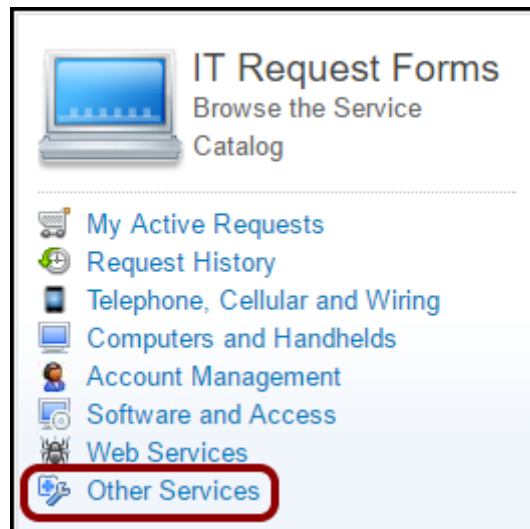 IT Request Forms
Browse the Service
Catalog
My Active Requests
Request History
Telephone, Cellular and Wiring
Computers and Handhelds
Account Management
Software and Access
Web Services
Other Services